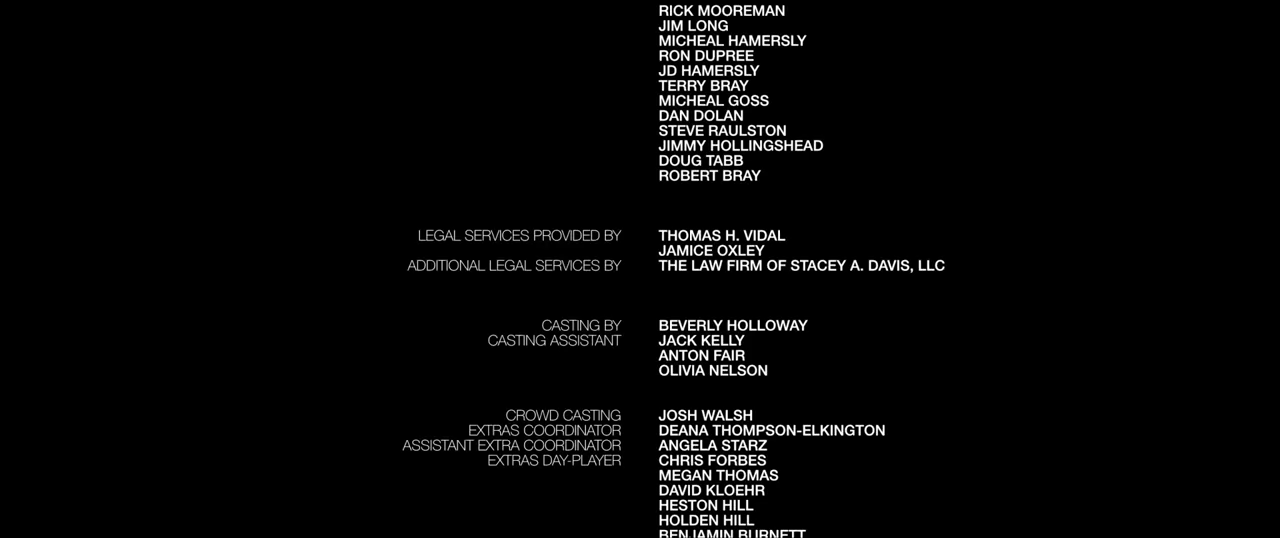 RICK MOOREMAN
JIM LONG
MICHEAL HAMERSLY
RON DUPREE
JD HAMERSLY
TERRY BRAY
MICHEAL GOSS
DAN DOLAN
STEVE RAULSTON
JIMMY HOLLINGSHEAD
DOUG TABB
ROBERT BRAY
LEGAL SERVICES PROVIDED BY THOMAS H. VIDAL
JAMICE OXLEY
ADDITIONAL LEGAL SERVICES BY THE LAW FIRM OF STACEY A. DAVIS, LLC
CASTING BY BEVERLY HOLLOWAY
CASTING ASSISTANT JACK KELLY
ANTON FAIR
OLIVIA NELSON
CROWD CASTING JOSH WALSH
EXTRAS COORDINATOR DEANA THOMPSON-ELKINGTON
ASSISTANT EXTRA COORDINATOR ANGELA STARZ
EXTRAS DAY-PLAYER CHRIS FORBES
MEGAN THOMAS
DAVID KLOEHR
HESTON HILL
HOLDEN HILL
BENJAMIN BURNETT